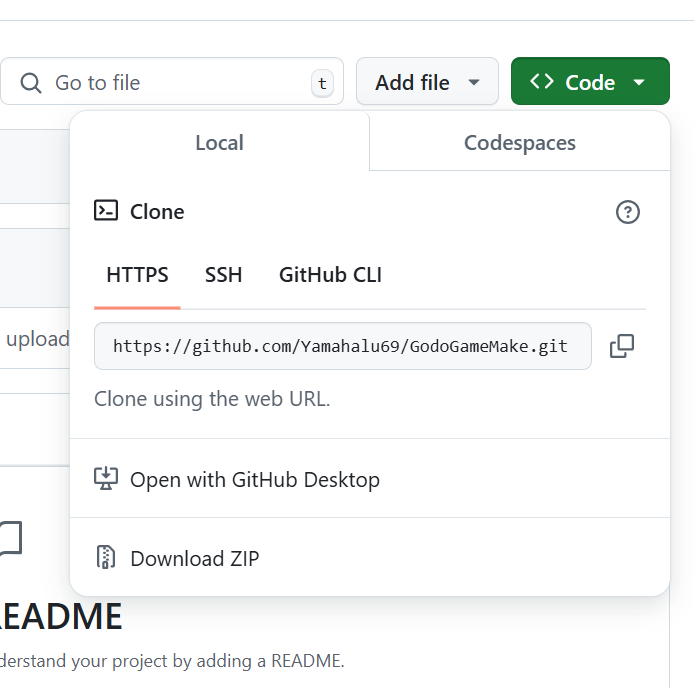 Go to file
t
Add file
Code
Local
Codespaces
Clone
HTTPS
SSH
GitHub CLI
upload
https://github.com/Yamahalu69/GodoGameMake.git
Clone using the web URL.
Open with GitHub Desktop
Download ZIP
EADME
derstand your project by adding a README.